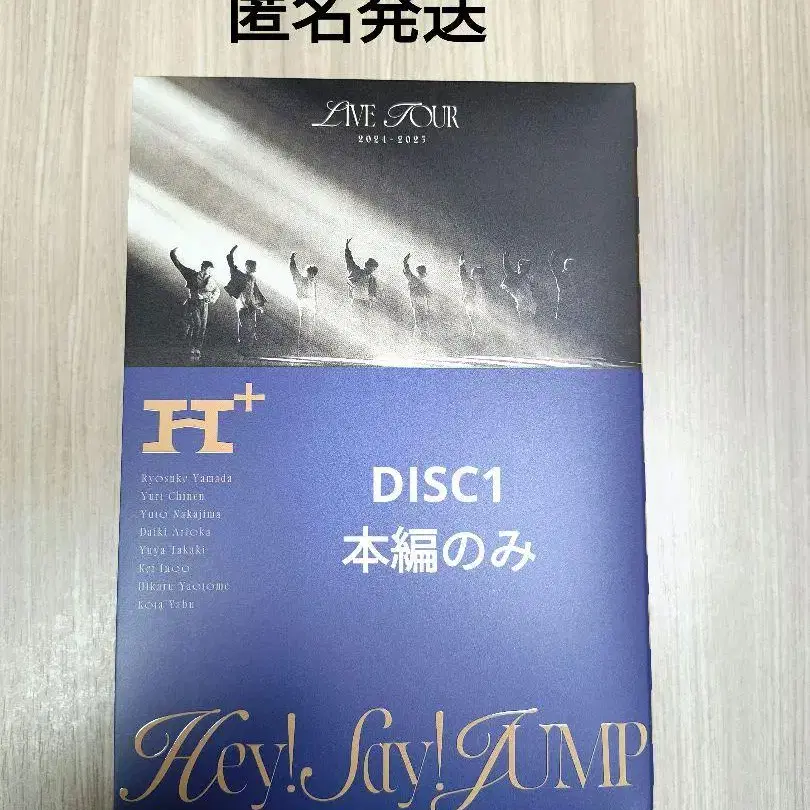 匿名発送
LIVE TOUR
2024-2025
H+
Ryosuke Yamada
Yuri Chinen
Yuto Nakajima
Daiki Arioka
Yuya Takaki
Kei Inoo
Hikaru Yaotome
Kota Yabu
DISC1
本編のみ
Hey! Say! JUMP